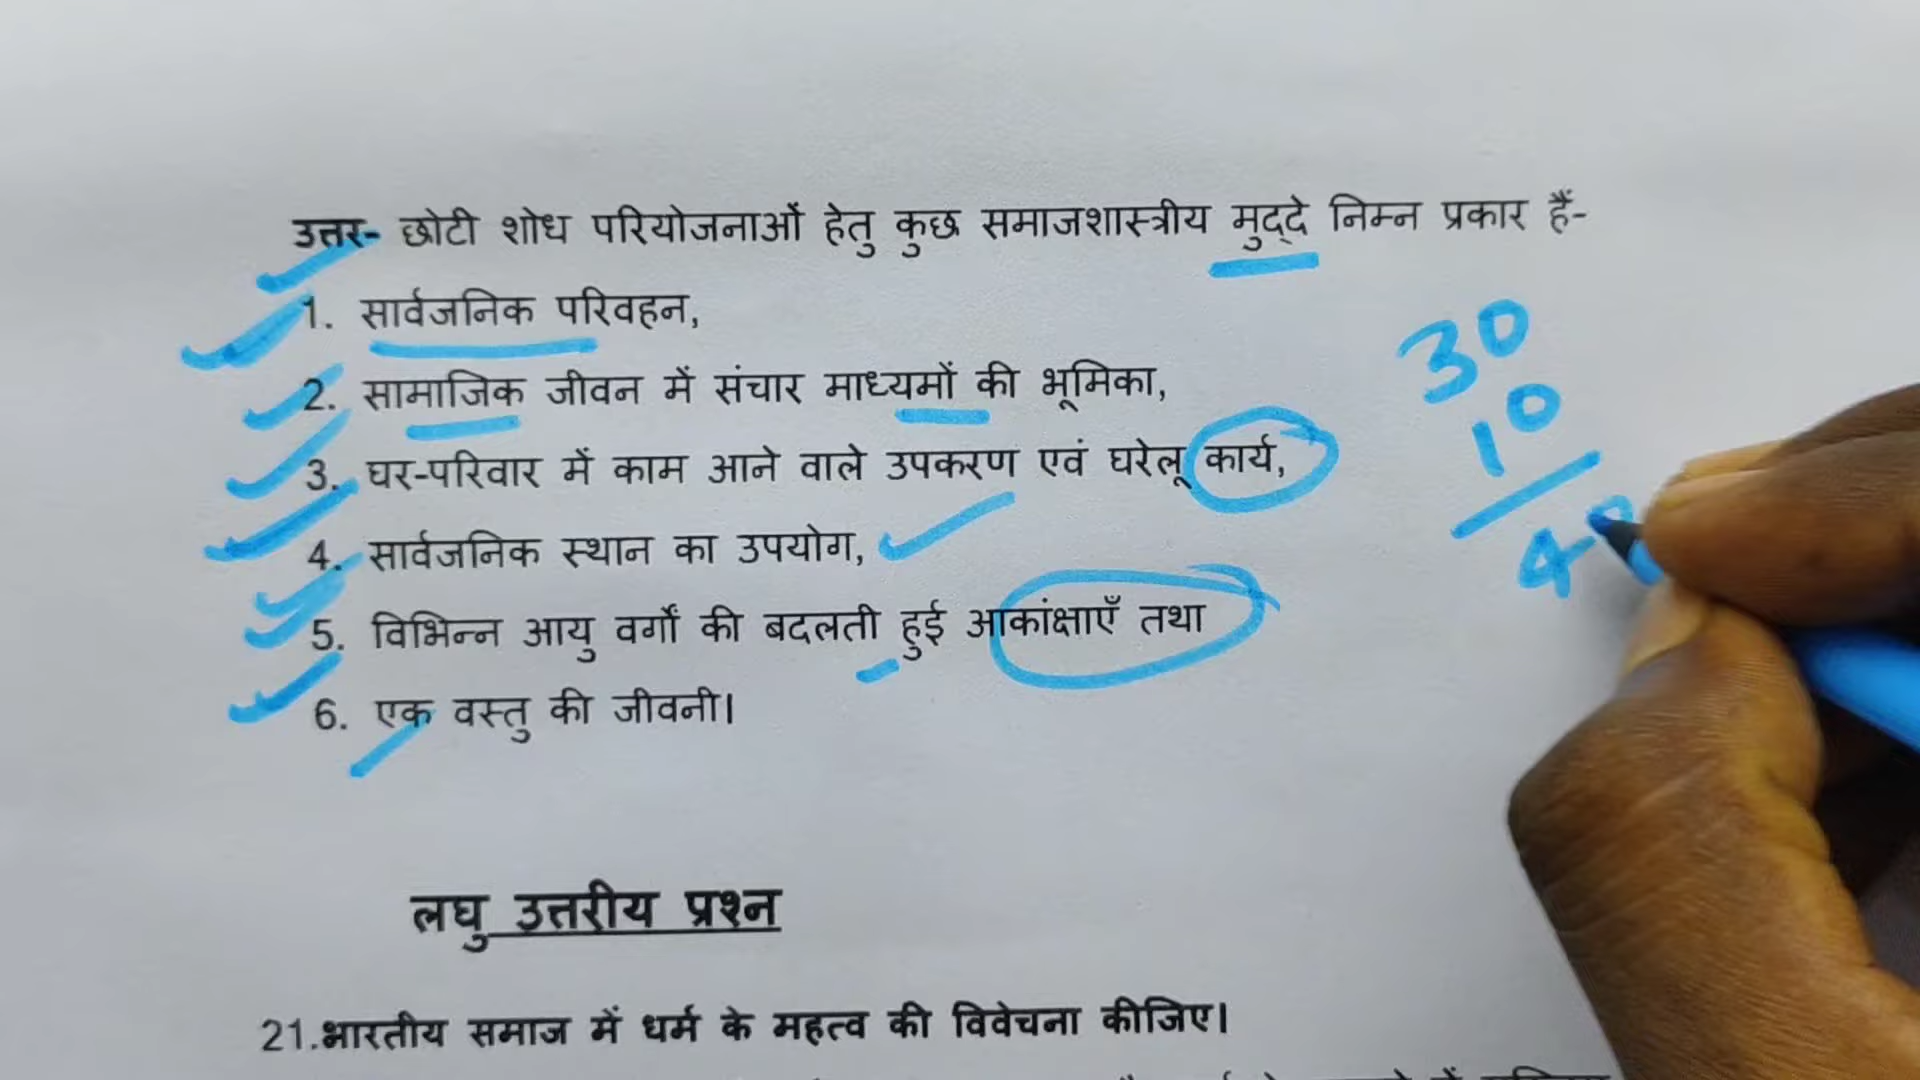 उत्तर- छोटी शोध परियोजनाओं हेतु कुछ समाजशास्त्रीय मुद्दे निम्न प्रकार हैं-
1. सार्वजनिक परिवहन,
2. सामाजिक जीवन में संचार माध्यमों की भूमिका,
3. घर-परिवार में काम आने वाले उपकरण एवं घरेलू कार्य,
4. सार्वजनिक स्थान का उपयोग,
5. विभिन्न आयु वर्गों की बदलती हुई आकांक्षाएँ तथा
6. एक वस्तु की जीवनी।
30
10
40
लघु उत्तरीय प्रश्न
21.भारतीय समाज में धर्म के महत्व की विवेचना कीजिए।